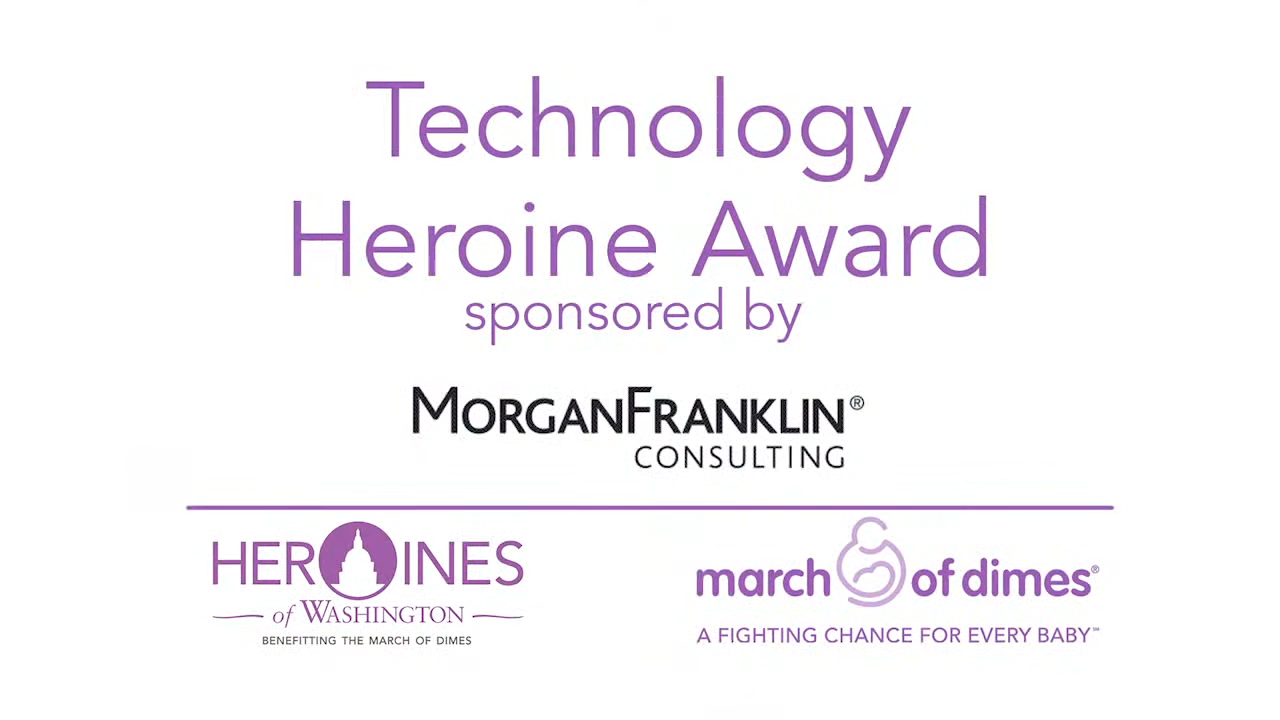 Technology
Heroine Award
sponsored by
MORGANFRANKLIN®
CONSULTING
HEROINES
of WASHINGTON
BENEFITTING THE MARCH OF DIMES
march of dimes®
A FIGHTING CHANCE FOR EVERY BABY℠